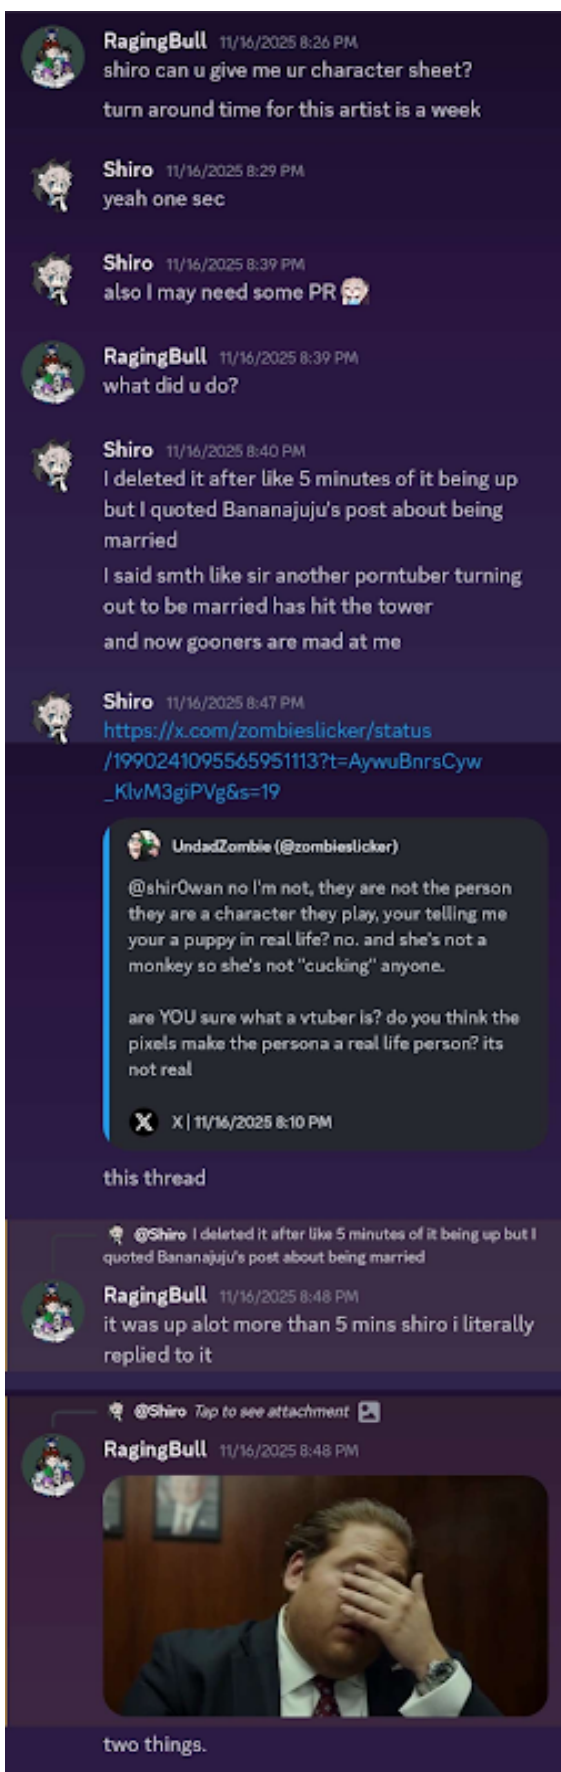 RagingBull 11/16/2025 8:26 PM
shiro can u give me ur character sheet?
turn around time for this artist is a week
Shiro 11/16/2025 8:29 PM
yeah one sec
Shiro 11/16/2025 8:39 PM
also I may need some PR
RagingBull 11/16/2025 8:39 PM
what did u do?
Shiro 11/16/2025 8:40 PM
I deleted it after like 5 minutes of it being up
but I quoted Bananajuju's post about being
married
I said smth like sir another porntuber turning
out to be married has hit the tower
and now gooners are mad at me
Shiro 11/16/2025 8:47 PM
https://x.com/zombieslicker/status
/1990241095565951113?t=AywuBnrsCyw
_KlvM3giPVg&s=19
UndadZombie (@zombieslicker)
@shir0wan no I'm not, they are not the person
they are a character they play, your telling me
your a puppy in real life? no. and she's not a
monkey so she's not "cucking" anyone.
are YOU sure what a vtuber is? do you think the
pixels make the persona a real life person? its
not real
X | 11/16/2025 8:10 PM
this thread
@Shiro I deleted it after like 5 minutes of it being up but I
quoted Bananajuju's post about being married
RagingBull 11/16/2025 8:48 PM
it was up alot more than 5 mins shiro i literally
replied to it
@Shiro Tap to see attachment
RagingBull 11/16/2025 8:48 PM
two things.